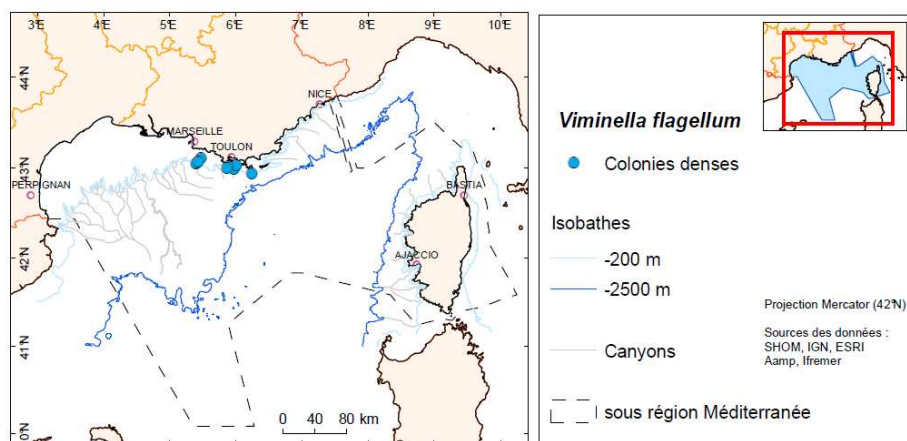 3°E 4°E 5°E 6°E 7°E 8°E 9°E 10°E
44°N
NICE
MARSEILLE
TOULON
43°N
PERPIGNAN
BASTIA
42°N
AJACCIO
41°N
0 40 80 km
Viminella flagellum
Colonies denses
Isobathes
-200 m
-2500 m
Projection Mercator (42°N)
Sources des données :
SHOM, IGN, ESRI
Aamp, Ifremer
Canyons
sous région Méditerranée